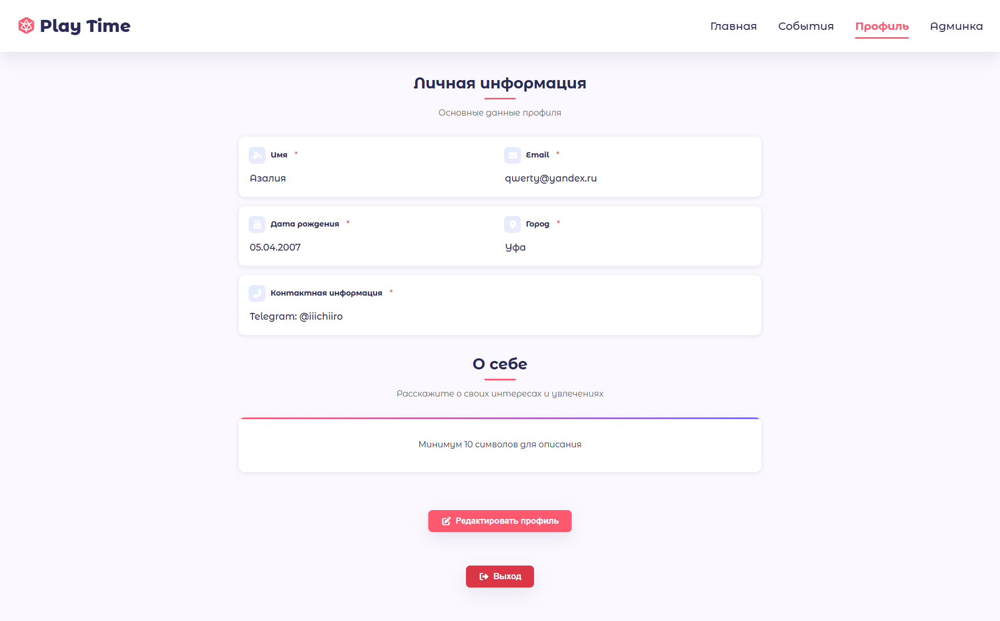 Play Time
Главная События Профиль Админка
Личная информация
Основные данные профиля
Имя * Email *
Азалия qwerty@yandex.ru
Дата рождения * Город *
05.04.2007 Уфа
Контактная информация *
Telegram: @iiichiiro
О себе
Расскажите о своих интересах и увлечениях
Минимум 10 символов для описания
Редактировать профиль
Выход